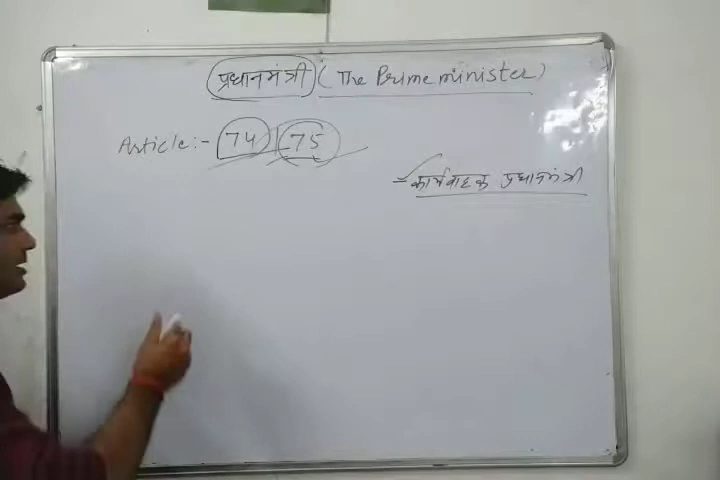 प्रधानमंत्री ( The Prime minister )
Article :- 74 | 75
- कार्यवाहक प्रधानमंत्री